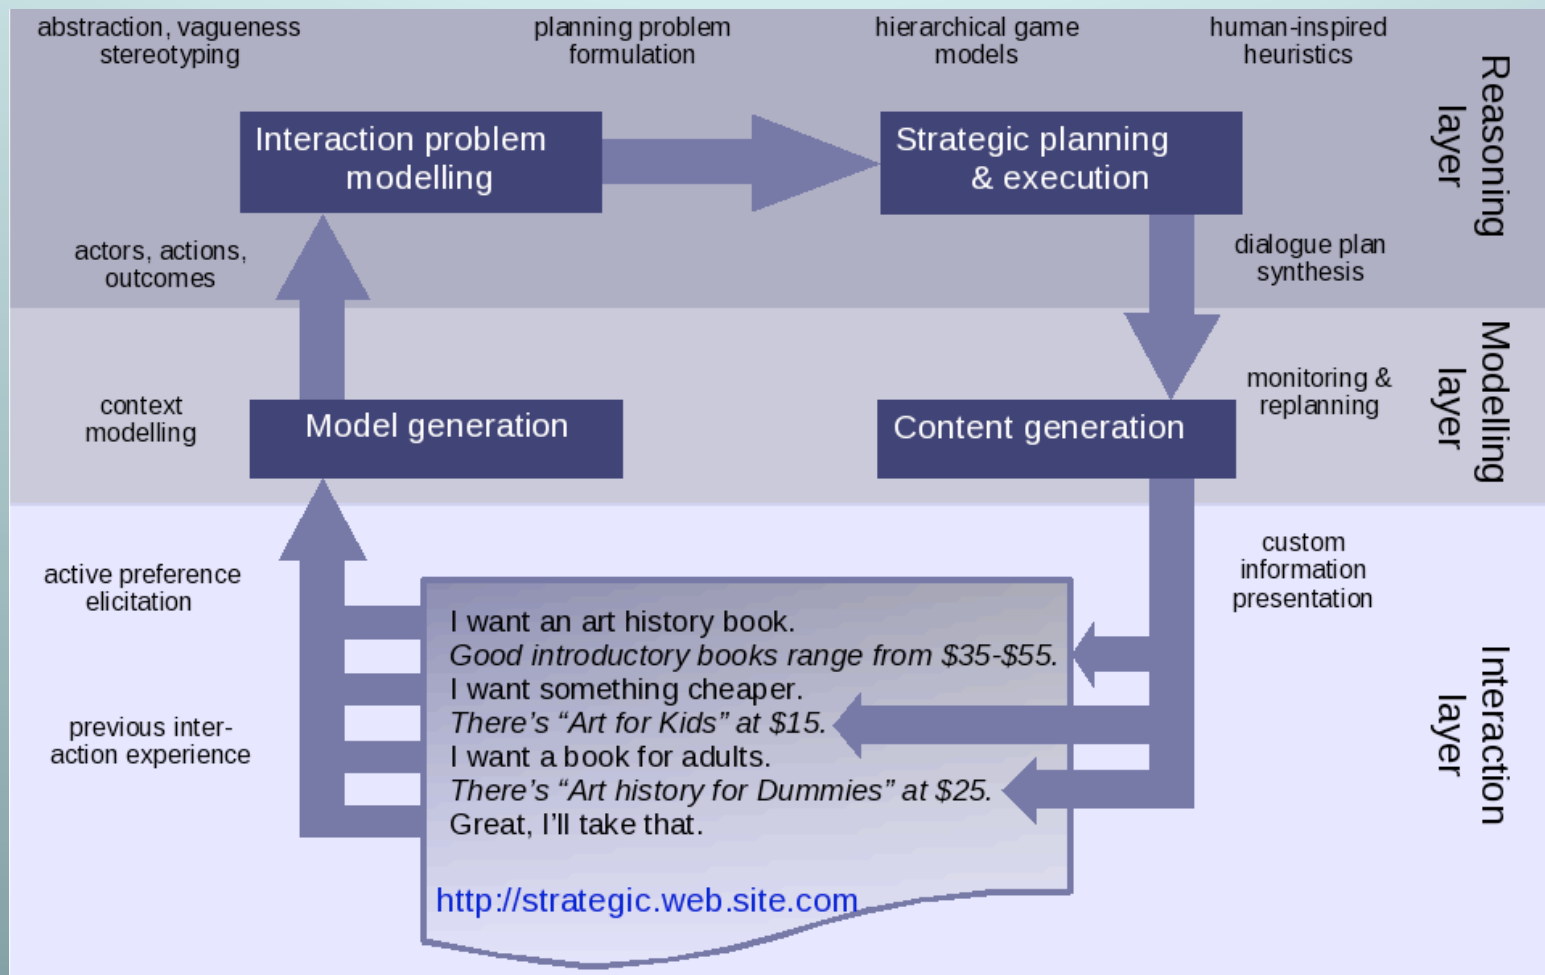 abstraction, vagueness
stereotyping
planning problem
formulation
hierarchical game
models
human-inspired
heuristics
Reasoning
layer
Interaction problem
modelling
Strategic planning
& execution
actors, actions,
outcomes
dialogue plan
synthesis
Modelling
layer
context
modelling
Model generation
Content generation
monitoring &
replanning
active preference
elicitation
custom
information
presentation
previous inter-
action experience
I want an art history book.
Good introductory books range from $35-$55.
I want something cheaper.
There's “Art for Kids” at $15.
I want a book for adults.
There's “Art history for Dummies” at $25.
Great, I'll take that.
http://strategic.web.site.com
Interaction
layer